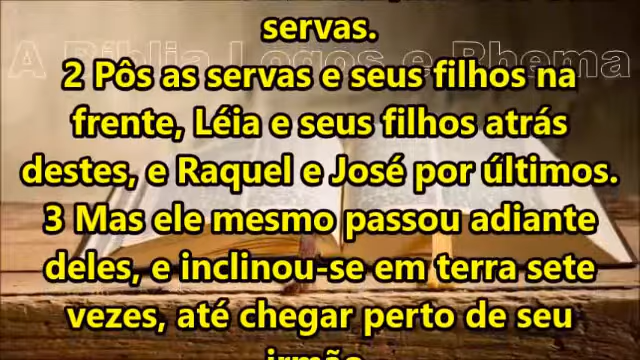 servas.
A Bíblia Logos e Rhema
2 Pôs as servas e seus filhos na
frente, Léia e seus filhos atrás
destes, e Raquel e José por últimos.
3 Mas ele mesmo passou adiante
deles, e inclinou-se em terra sete
vezes, até chegar perto de seu
irmão.